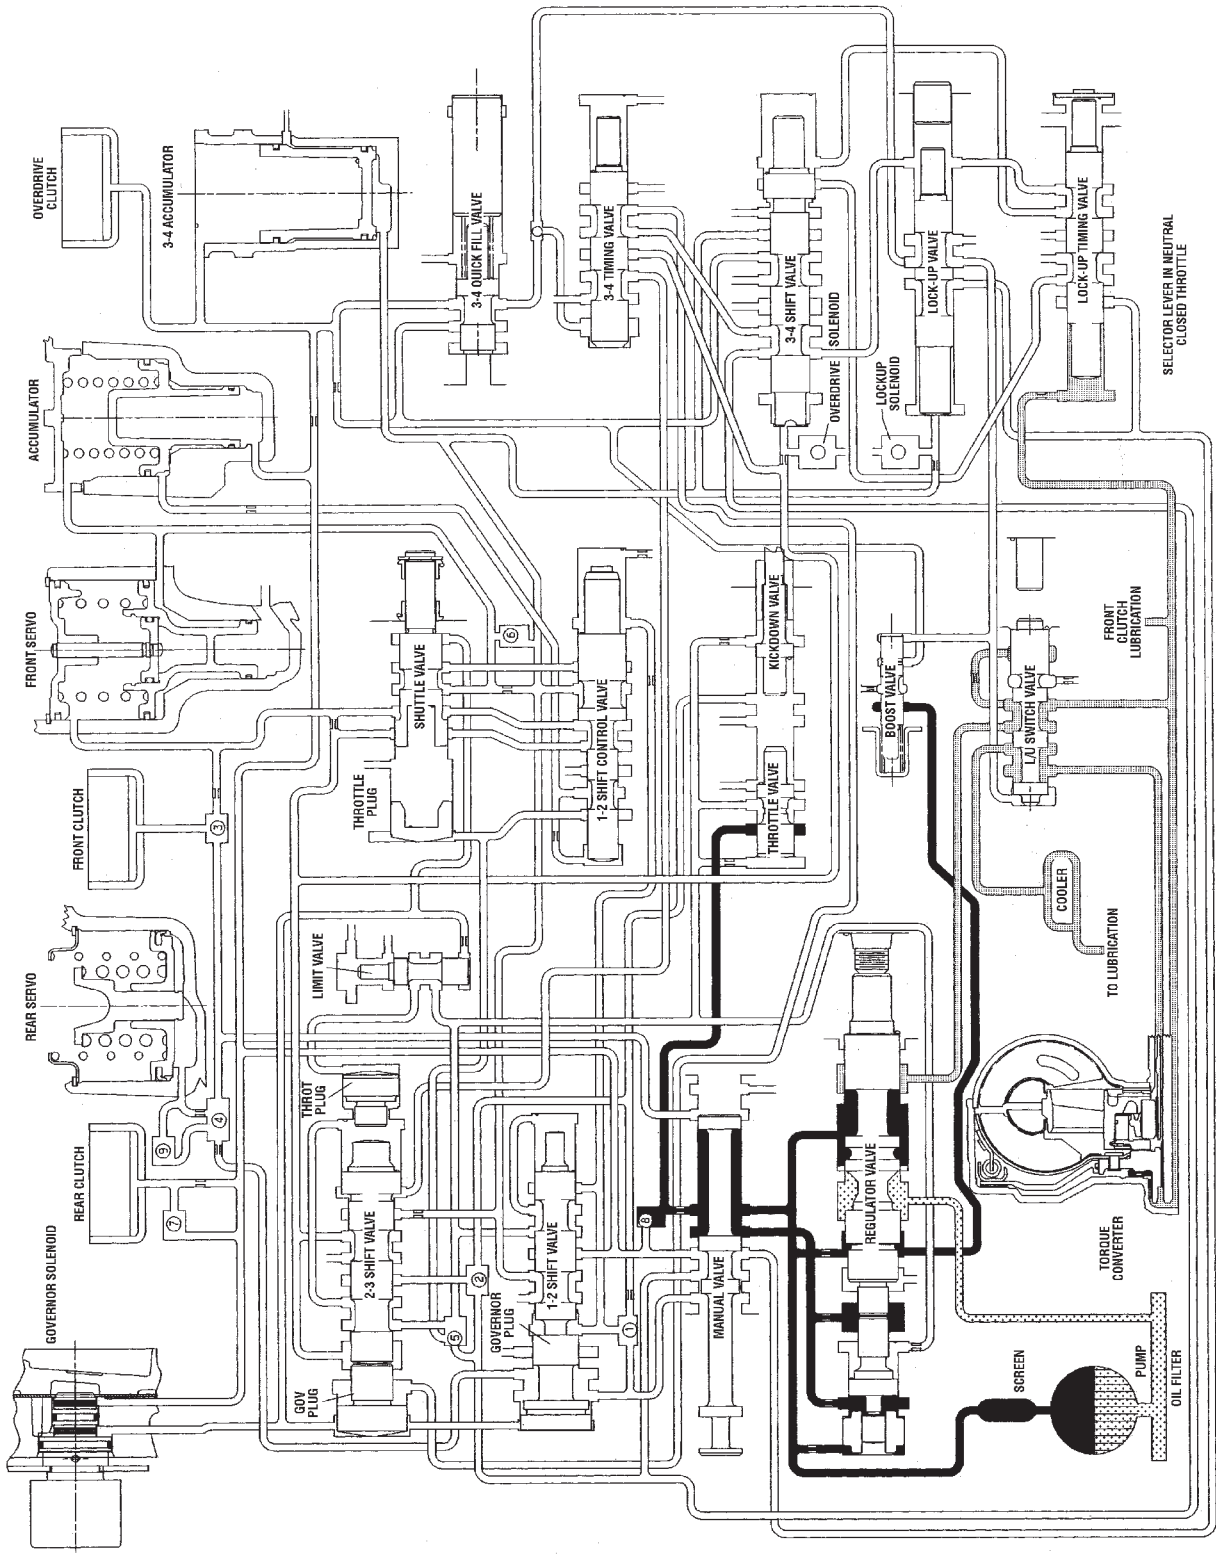 OVERDRIVE
CLUTCH
3-4 ACCUMULATOR
3-4 QUICK FILL VALVE
3-4 TIMING VALVE
3-4 SHIFT VALVE
OVERDRIVE
SOLENOID
LOCKUP
SOLENOID
LOCK-UP VALVE
LOCK-UP TIMING VALVE
SELECTOR LEVER IN NEUTRAL
CLOSED THROTTLE
ACCUMULATOR
FRONT SERVO
SHUTTLE VALVE
THROTTLE
PLUG
6
1-2 SHIFT CONTROL VALVE
KICKDOWN VALVE
THROTTLE VALVE
BOOST VALVE
L/U SWITCH VALVE
FRONT
CLUTCH
LUBRICATION
FRONT CLUTCH
3
COOLER
TO LUBRICATION
REAR SERVO
LIMIT VALVE
THROT
PLUG
REAR CLUTCH
9
4
7
2-3 SHIFT VALVE
GOV
PLUG
5
2
1-2 SHIFT VALVE
GOVERNOR
PLUG
1
8
MANUAL VALVE
REGULATOR VALVE
TORQUE
CONVERTER
GOVERNOR SOLENOID
SCREEN
PUMP
OIL FILTER